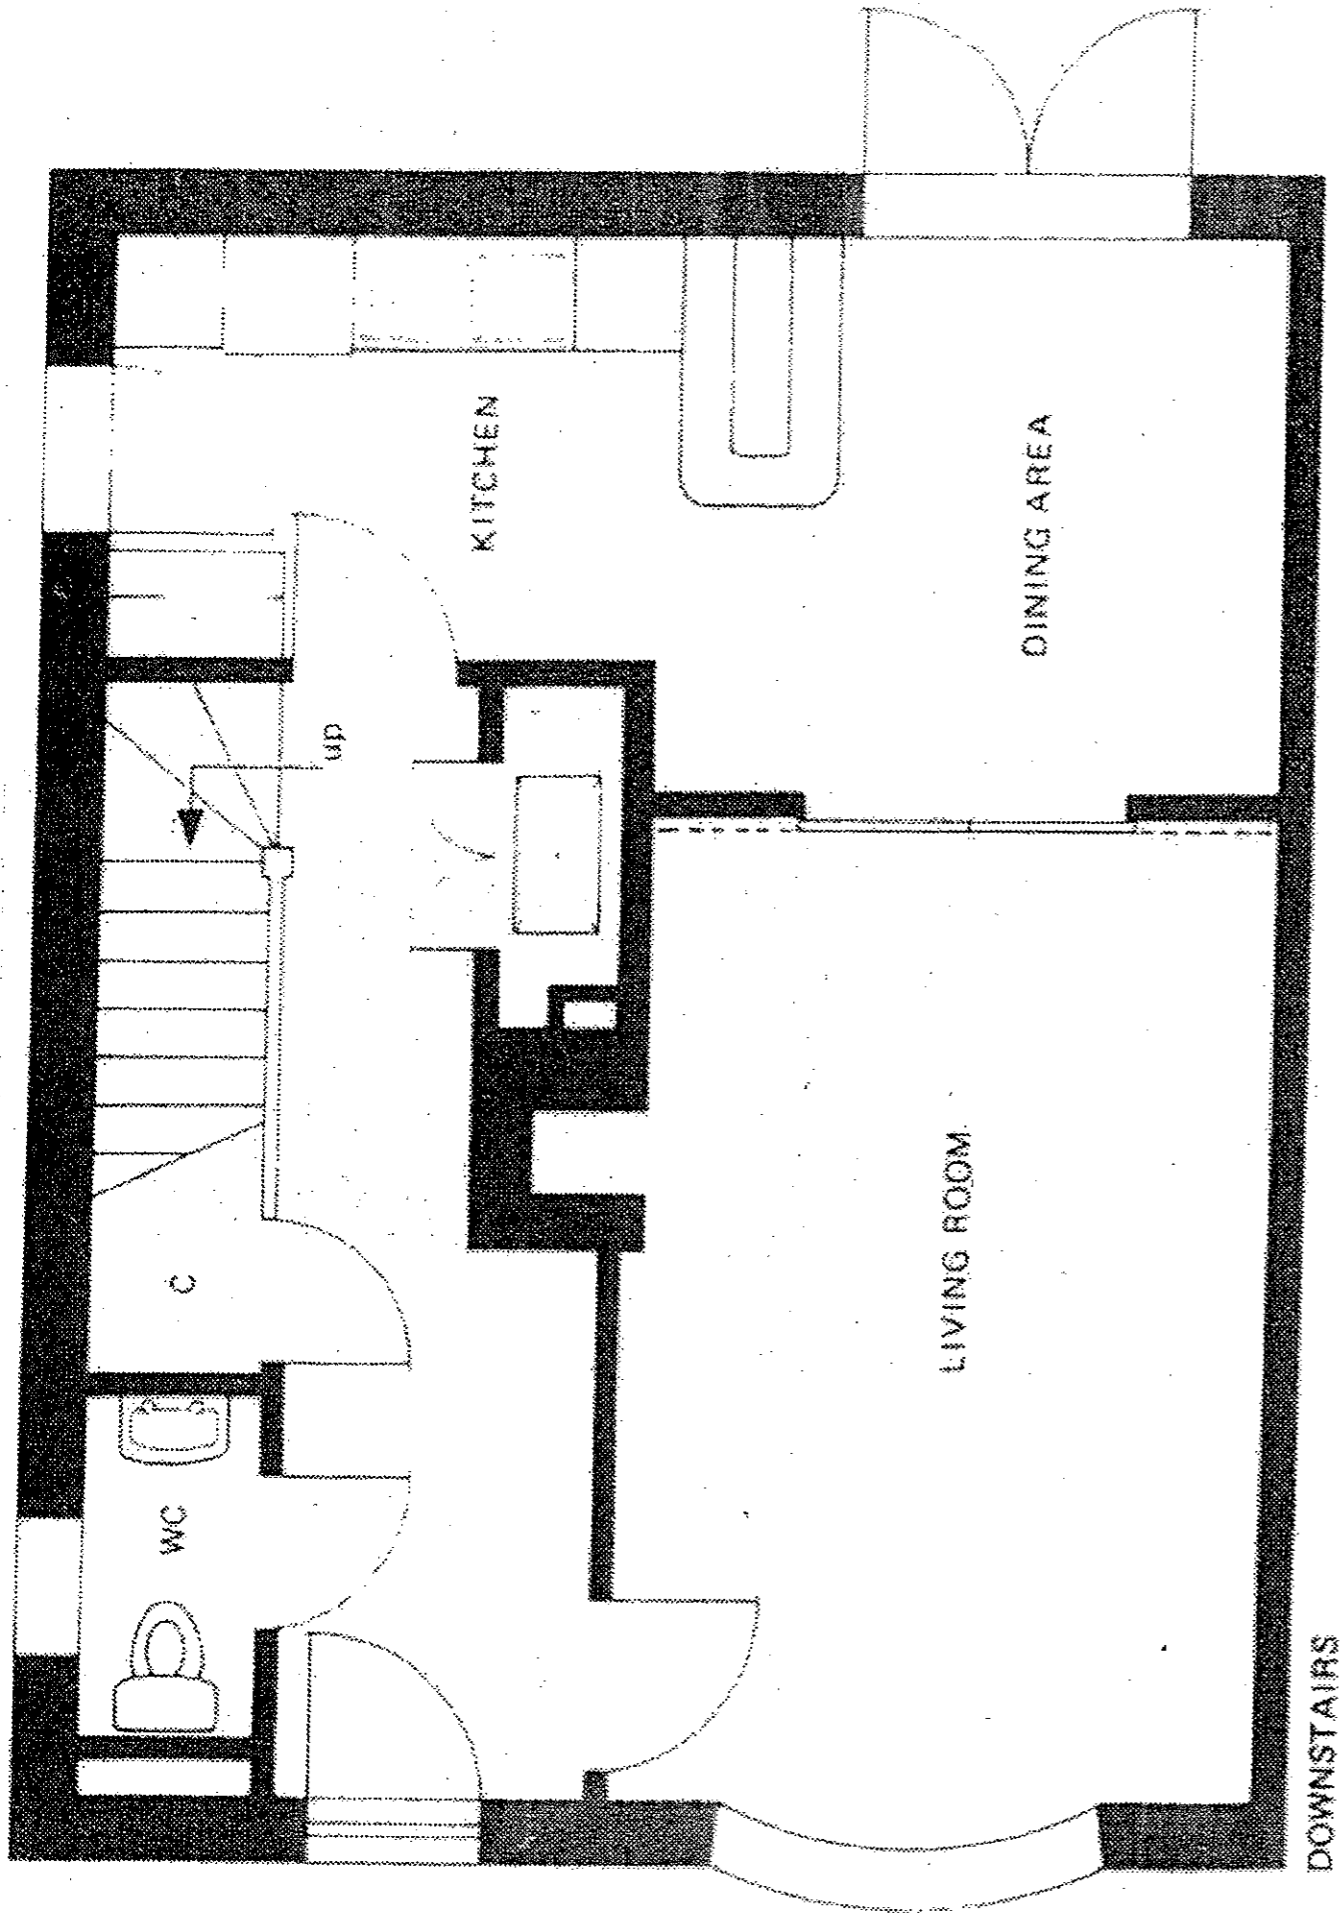 KITCHEN
DINING AREA
up
C
LIVING ROOM
WC
DOWNSTAIRS